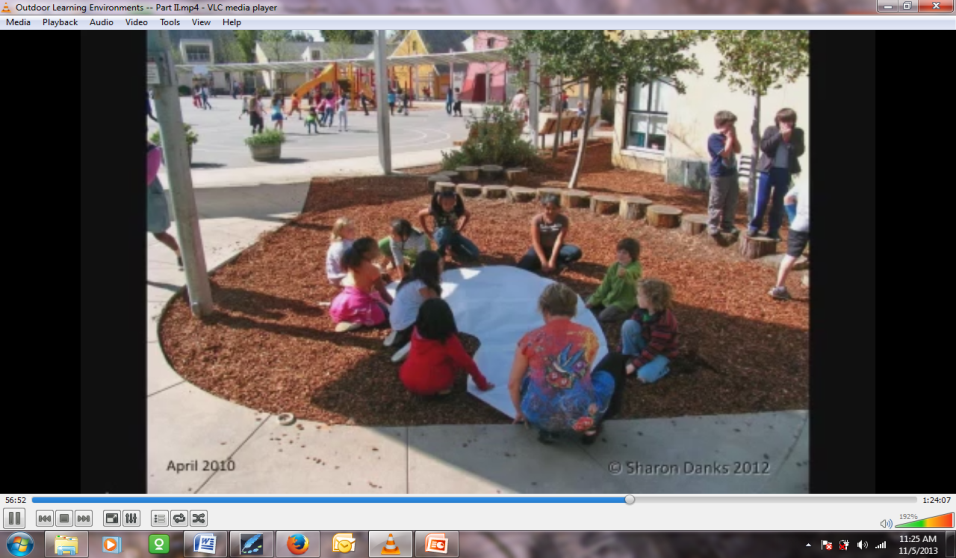 Outdoor Learning Environments -- Part II.mp4 - VLC media player
Media Playback Audio Video Tools View Help
April 2010
© Sharon Danks 2012
56:52
1:24:07
192%
11:25 AM
11/5/2013